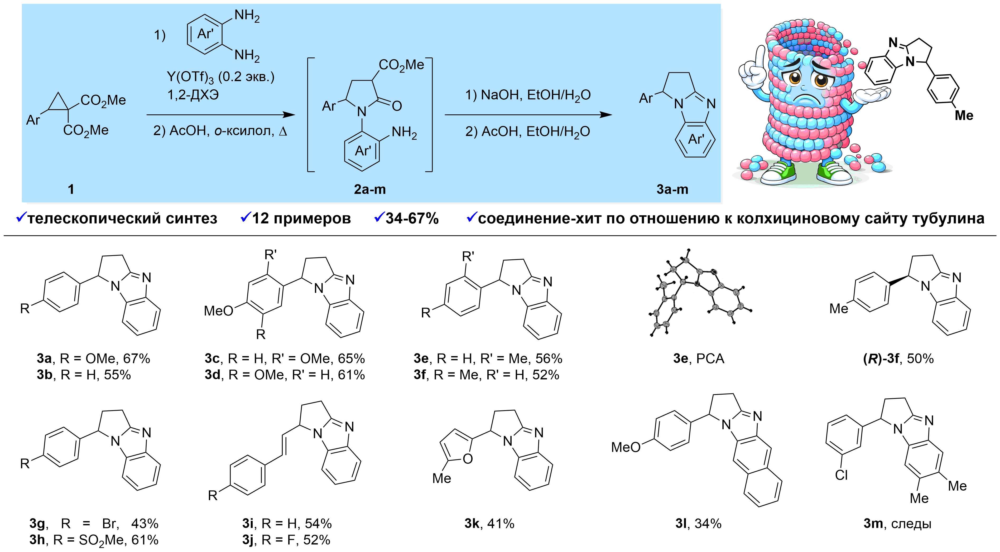 1)
NH2
Ar'
NH2
Y(OTf)3 (0.2 экв.)
1,2-ДХЭ
2) AcOH, o-ксилол, Δ
Ar
CO2Me
CO2Me
1
CO2Me
Ar
N
O
NH2
Ar'
2a-m
1) NaOH, EtOH/H2O
2) AcOH, EtOH/H2O
Ar
N
N
Ar'
3a-m
N
N
Me
✓телескопический синтез ✓12 примеров ✓34-67% ✓соединение-хит по отношению к колхициновому сайту тубулина
R
N
N
3a, R = OMe, 67%
3b, R = H, 55%
R'
MeO
R
N
N
3c, R = H, R' = OMe, 65%
3d, R = OMe, R' = H, 61%
R'
R
N
N
3e, R = H, R' = Me, 56%
3f, R = Me, R' = H, 52%
3e, PCA
Me
N
N
(R)-3f, 50%
R
N
N
3g, R = Br, 43%
3h, R = SO2Me, 61%
R
N
N
3i, R = H, 54%
3j, R = F, 52%
Me
O
N
N
3k, 41%
MeO
N
N
3l, 34%
Cl
N
N
Me
Me
3m, следы